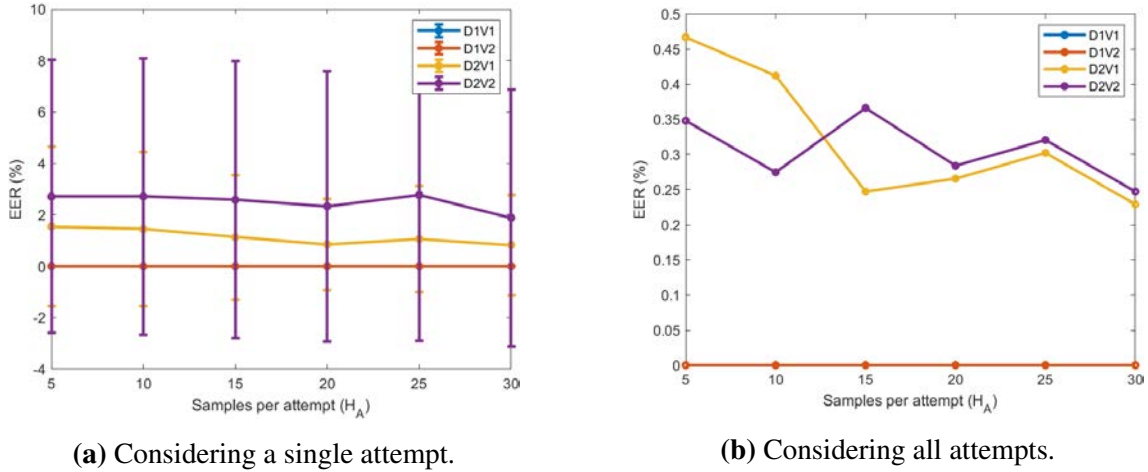 10
8
6
4
2
0
-2
-4
EER (%)
5 10 15 20 25 30
Samples per attempt (H_A)
D1V1
D1V2
D2V1
D2V2
(a) Considering a single attempt.
0.5
0.45
0.4
0.35
0.3
0.25
0.2
0.15
0.1
0.05
0
EER (%)
5 10 15 20 25 30
Samples per attempt (H_A)
D1V1
D1V2
D2V1
D2V2
(b) Considering all attempts.